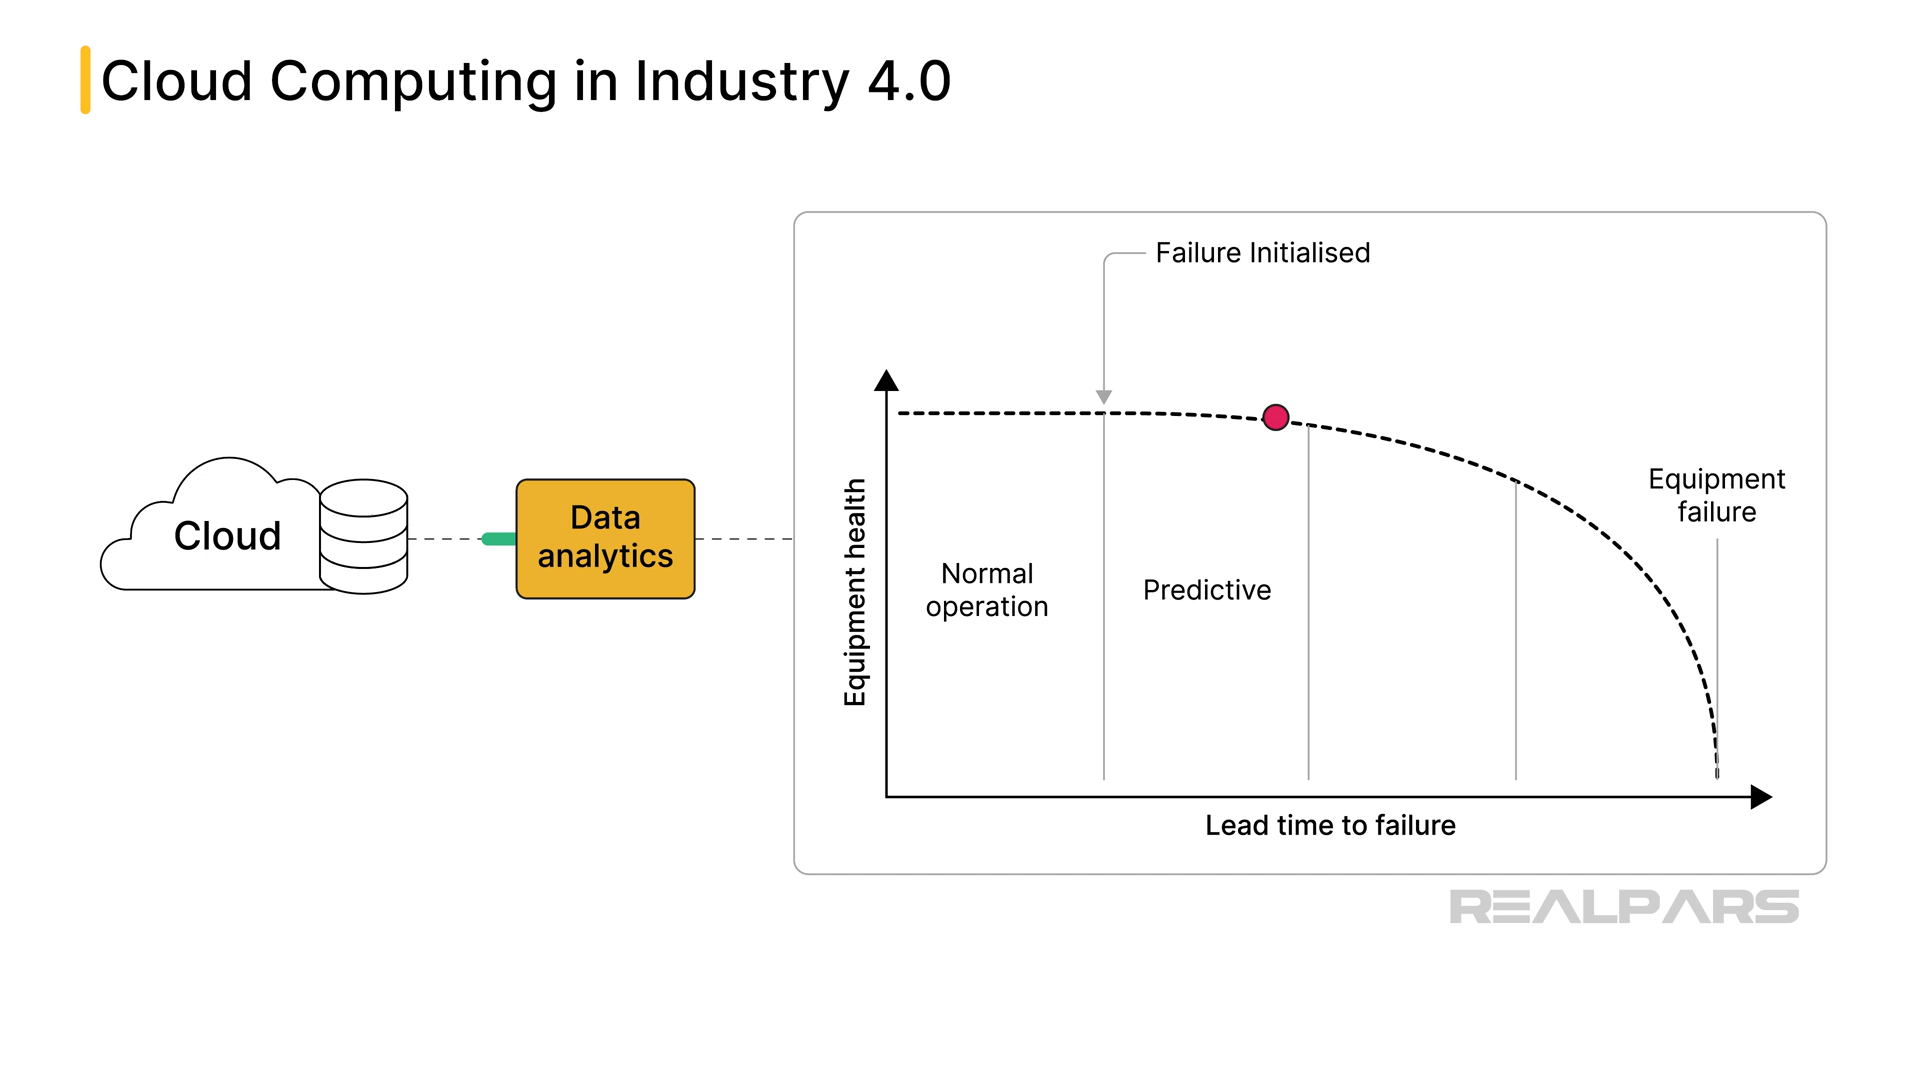 Cloud Computing in Industry 4.0
Failure Initialised
Equipment
failure
Cloud
Data
analytics
Equipment health
Normal
operation
Predictive
Lead time to failure
REALPARS